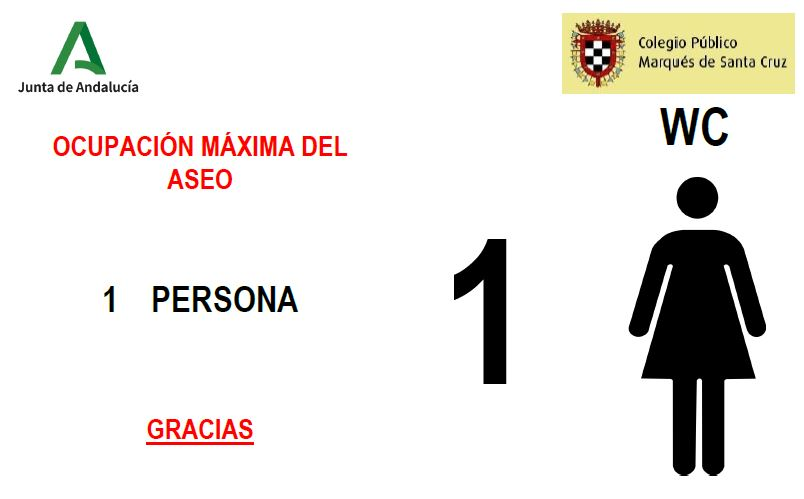 Junta de Andalucía
Colegio Público
Marqués de Santa Cruz
WC
OCUPACIÓN MÁXIMA DEL
ASEO
1 PERSONA
1
GRACIAS